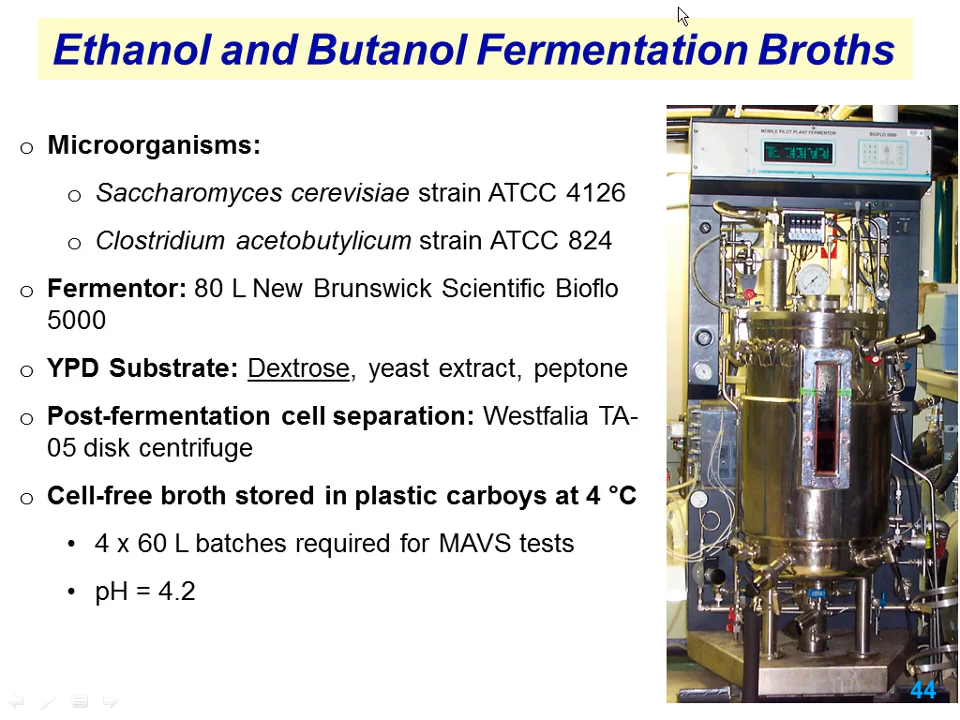 Ethanol and Butanol Fermentation Broths
Microorganisms:
Saccharomyces cerevisiae strain ATCC 4126
Clostridium acetobutylicum strain ATCC 824
Fermentor: 80 L New Brunswick Scientific Bioflo
5000
YPD Substrate: Dextrose, yeast extract, peptone
Post-fermentation cell separation: Westfalia TA-
05 disk centrifuge
Cell-free broth stored in plastic carboys at 4 °C
• 4 x 60 L batches required for MAVS tests
• pH = 4.2
MOBILE PILOT PLANT FERMENTOR
BIOFLO 5000
44